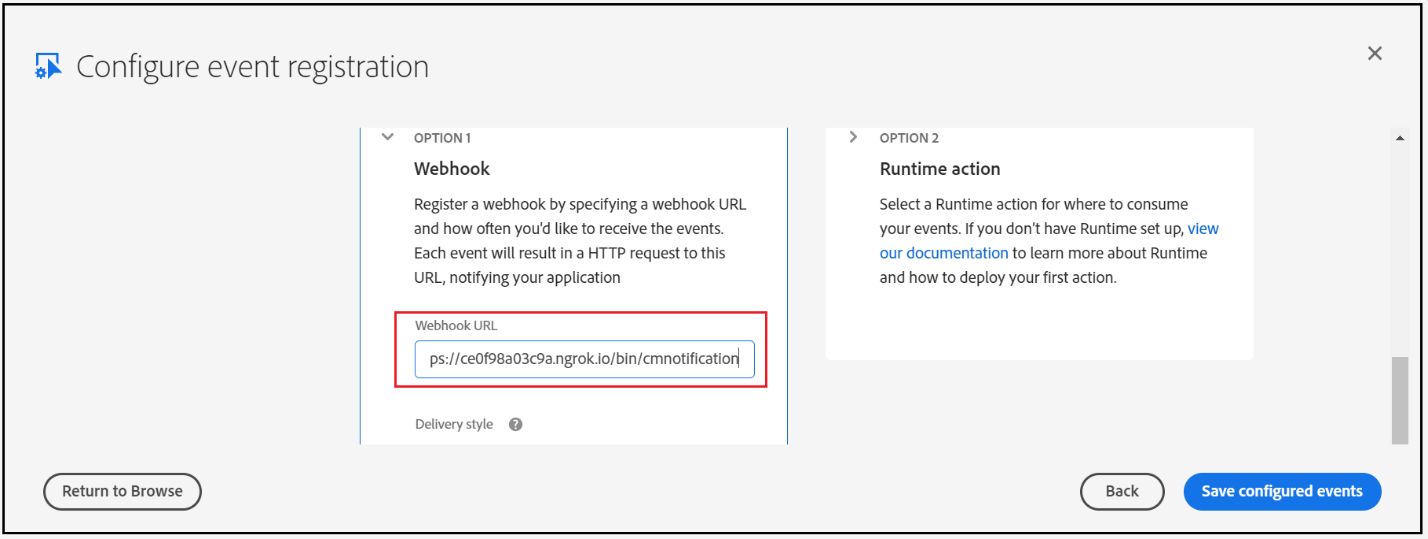 Configure event registration
OPTION 1
Webhook
Register a webhook by specifying a webhook URL
and how often you'd like to receive the events.
Each event will result in a HTTP request to this
URL, notifying your application
Webhook URL
ps://ce0f98a03c9a.ngrok.io/bin/cmnotification
Delivery style ?
OPTION 2
Runtime action
Select a Runtime action for where to consume
your events. If you don’t have Runtime set up, view
our documentation to learn more about Runtime
and how to deploy your first action.
Return to Browse
Back
Save configured events